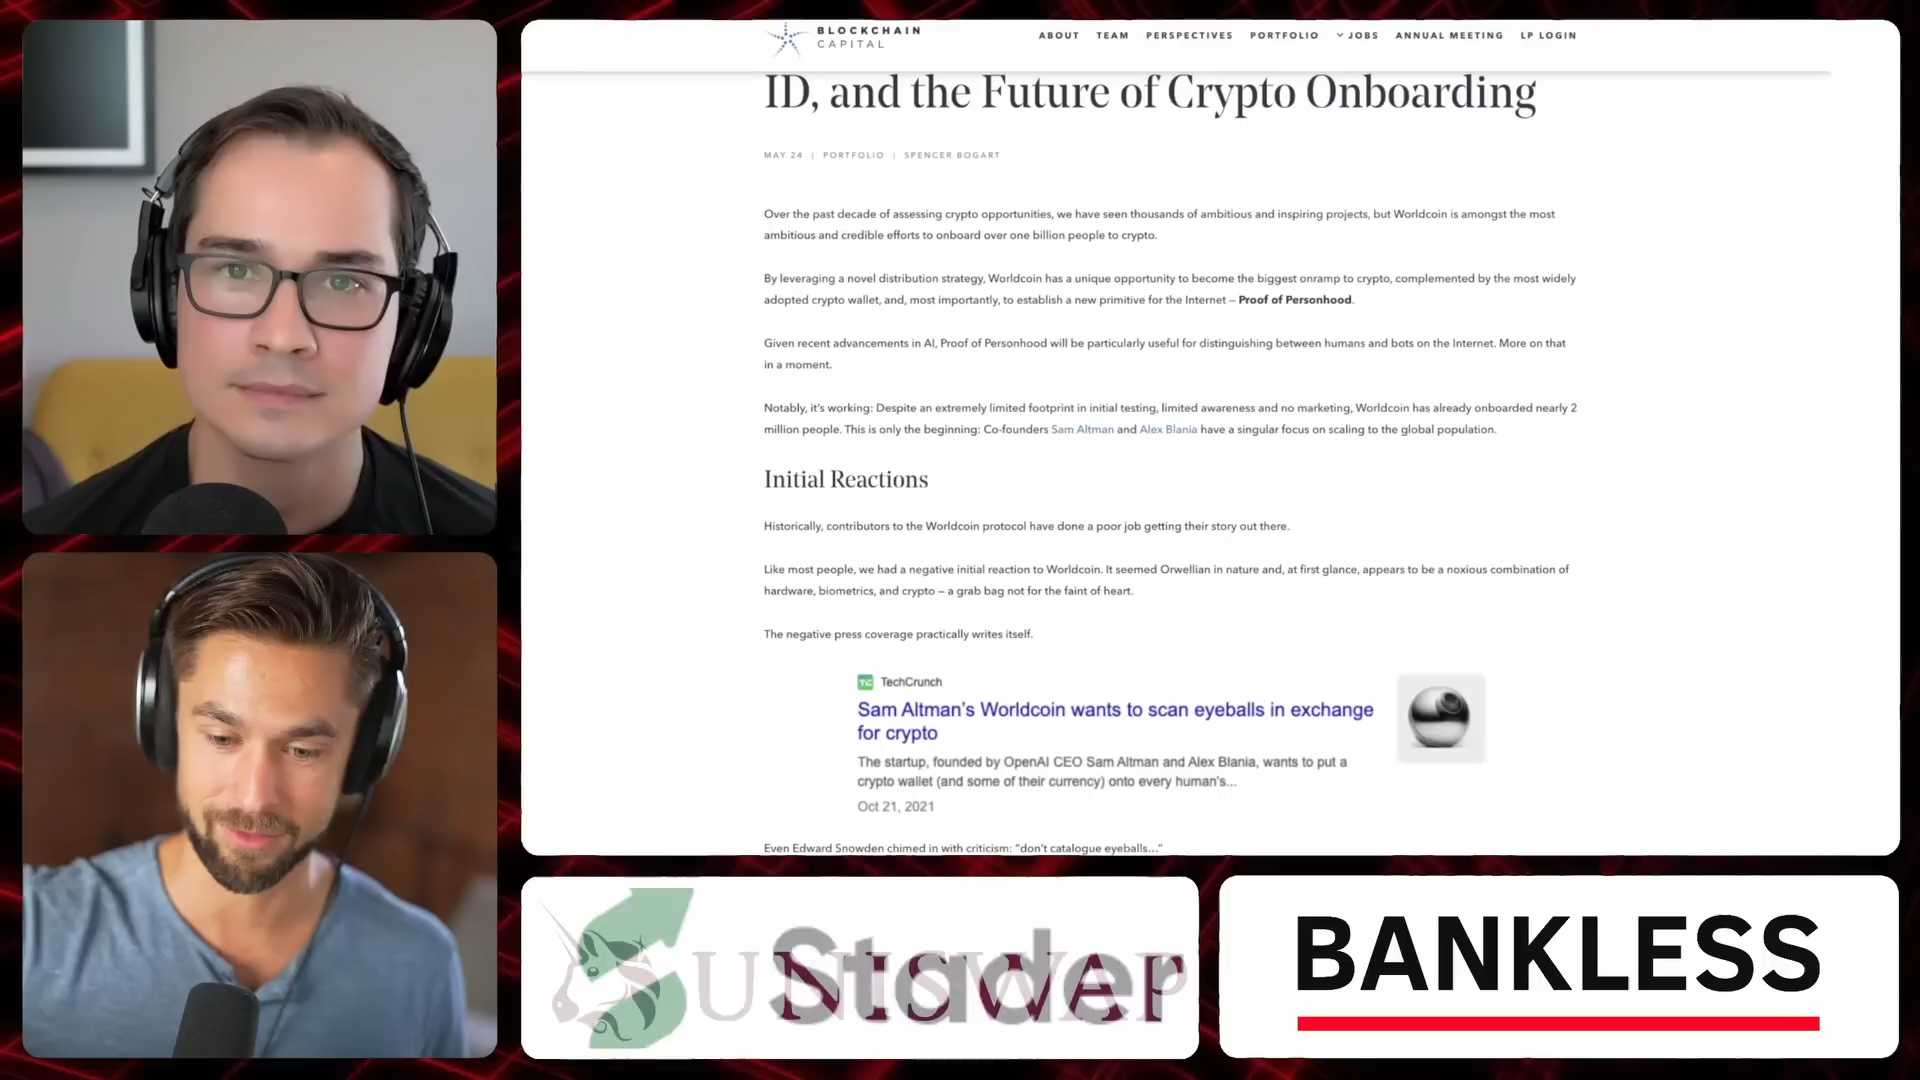 BLOCKCHAIN
CAPITAL
ABOUT TEAM PERSPECTIVES PORTFOLIO JOBS ANNUAL MEETING LP LOGIN
ID, and the Future of Crypto Onboarding
MAY 24 | PORTFOLIO | SPENCER BOGART
Over the past decade of assessing crypto opportunities, we have seen thousands of ambitious and inspiring projects, but Worldcoin is amongst the most
ambitious and credible efforts to onboard over one billion people to crypto.
By leveraging a novel distribution strategy, Worldcoin has a unique opportunity to become the biggest onramp to crypto, complemented by the most widely
adopted crypto wallet, and, most importantly, to establish a new primitive for the Internet – Proof of Personhood.
Given recent advancements in AI, Proof of Personhood will be particularly useful for distinguishing between humans and bots on the Internet. More on that
in a moment.
Notably, it's working: Despite an extremely limited footprint in initial testing, limited awareness and no marketing, Worldcoin has already onboarded nearly 2
million people. This is only the beginning: Co-founders Sam Altman and Alex Blania have a singular focus on scaling to the global population.
Initial Reactions
Historically, contributors to the Worldcoin protocol have done a poor job getting their story out there.
Like most people, we had a negative initial reaction to Worldcoin. It seemed Orwellian in nature and, at first glance, appears to be a noxious combination of
hardware, biometrics, and crypto – a grab bag not for the faint of heart.
The negative press coverage practically writes itself.
TechCrunch
Sam Altman's Worldcoin wants to scan eyeballs in exchange
for crypto
The startup, founded by OpenAI CEO Sam Altman and Alex Blania, wants to put a
crypto wallet (and some of their currency) onto every human's...
Oct 21, 2021
Even Edward Snowden chimed in with criticism: “don't catalogue eyeballs...”
UNISWAP
Stader
BANKLESS